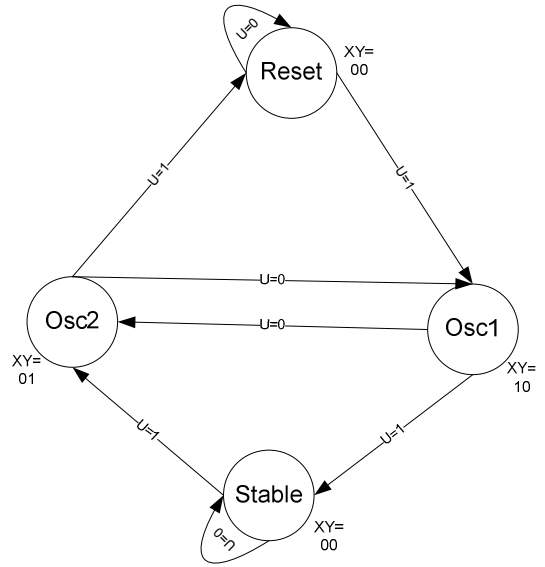 U=0
Reset
XY=
00
U=1
U=1
U=0
Osc2
U=0
Osc1
XY=
01
XY=
10
U=1
U=1
Stable
U=0
XY=
00